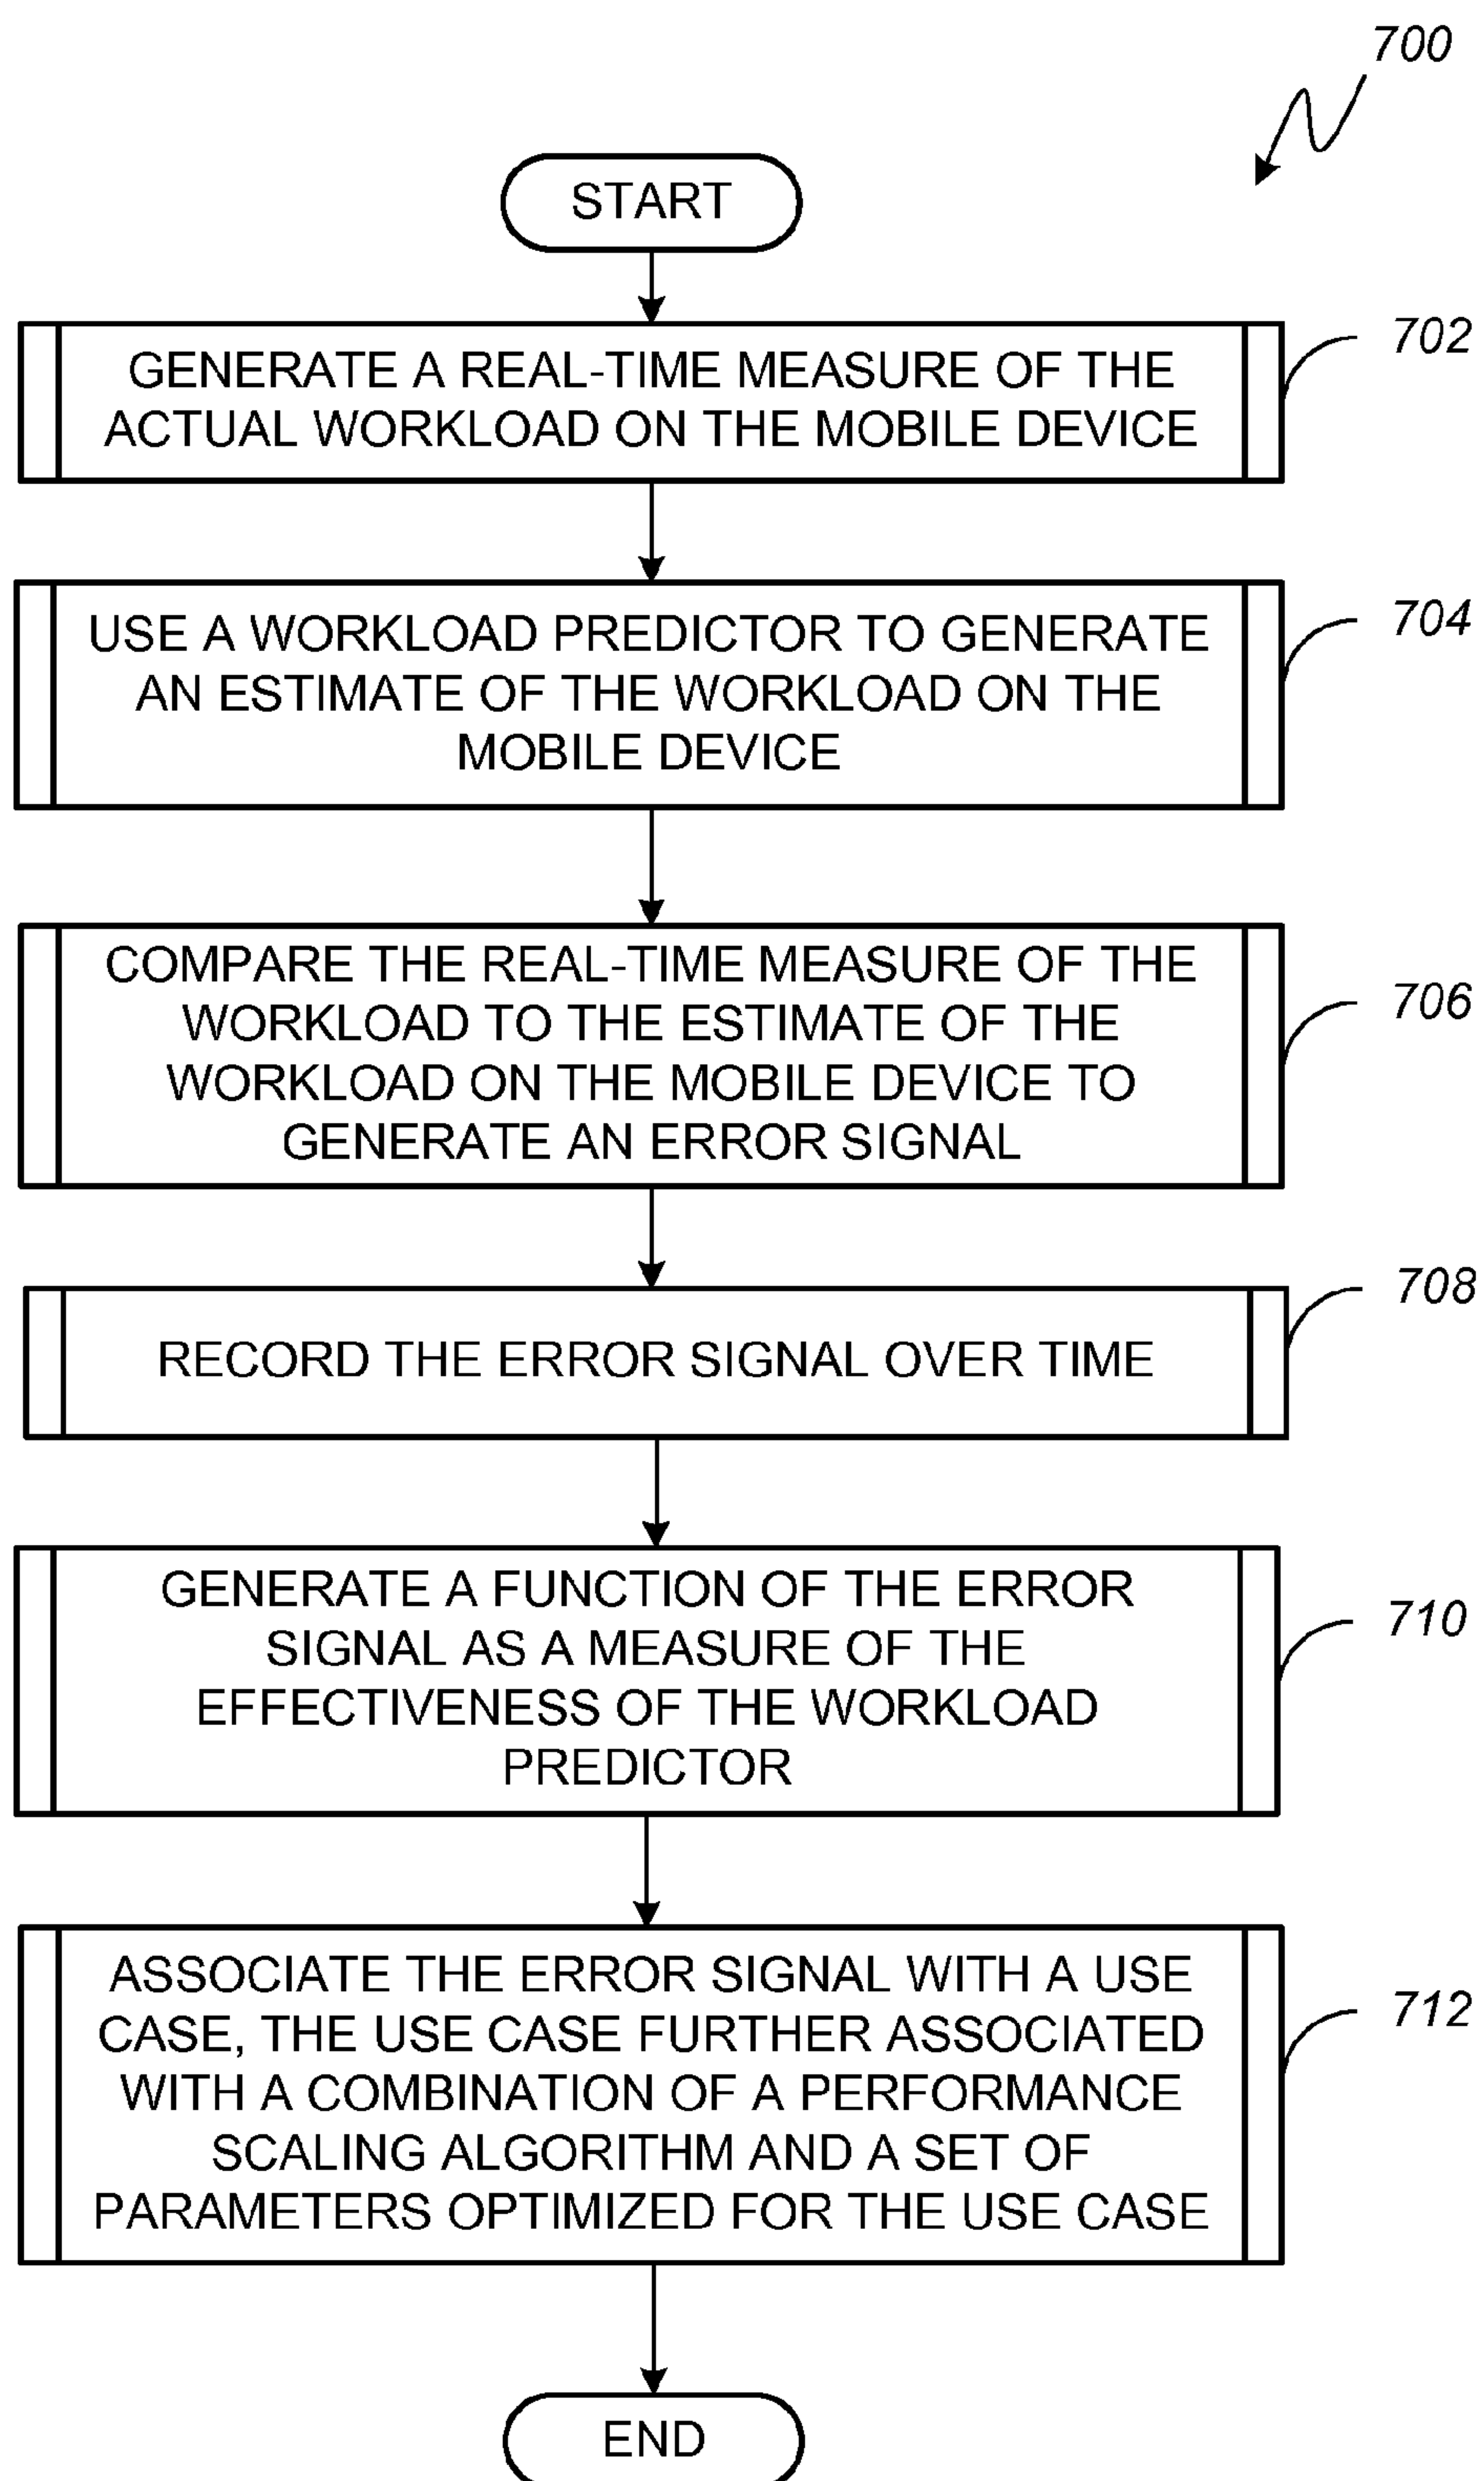 700
START
702
GENERATE A REAL-TIME MEASURE OF THE
ACTUAL WORKLOAD ON THE MOBILE DEVICE
704
USE A WORKLOAD PREDICTOR TO GENERATE
AN ESTIMATE OF THE WORKLOAD ON THE
MOBILE DEVICE
706
COMPARE THE REAL-TIME MEASURE OF THE
WORKLOAD TO THE ESTIMATE OF THE
WORKLOAD ON THE MOBILE DEVICE TO
GENERATE AN ERROR SIGNAL
708
RECORD THE ERROR SIGNAL OVER TIME
710
GENERATE A FUNCTION OF THE ERROR
SIGNAL AS A MEASURE OF THE
EFFECTIVENESS OF THE WORKLOAD
PREDICTOR
712
ASSOCIATE THE ERROR SIGNAL WITH A USE
CASE, THE USE CASE FURTHER ASSOCIATED
WITH A COMBINATION OF A PERFORMANCE
SCALING ALGORITHM AND A SET OF
PARAMETERS OPTIMIZED FOR THE USE CASE
END